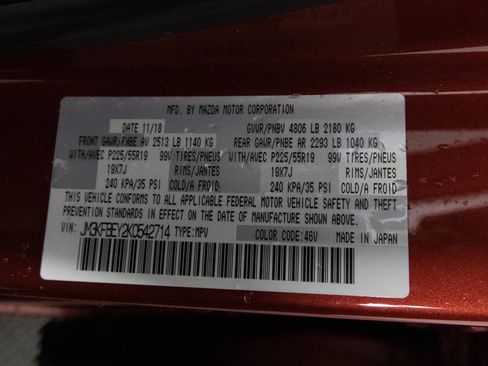 MFD. BY MAZDA MOTOR CORPORATION
DATE 11/18 GVWR/PNBV 4806 LB 2180 KG
FRONT GAWR/PNBE AV 2513 LB 1140 KG REAR GAWR/PNBE AR 2293 LB 1040 KG
WITH/AVEC P225/55R19 99V TIRES/PNEUS WITH/AVEC P225/55R19 99V TIRES/PNEUS
19X7J RIMS/JANTES 19X7J RIMS/JANTES
240 KPA/35 PSI COLD/A FROID 240 KPA/35 PSI COLD/A FROID
THIS VEHICLE CONFORMS TO ALL APPLICABLE FEDERAL MOTOR VEHICLE SAFETY AND THEFT
PREVENTION STANDARDS IN EFFECT ON THE DATE OF MANUFACTURE SHOWN ABOVE.
VIN: JM3KFBEY2K0542714 TYPE:MPV COLOR CODE:46V MADE IN JAPAN